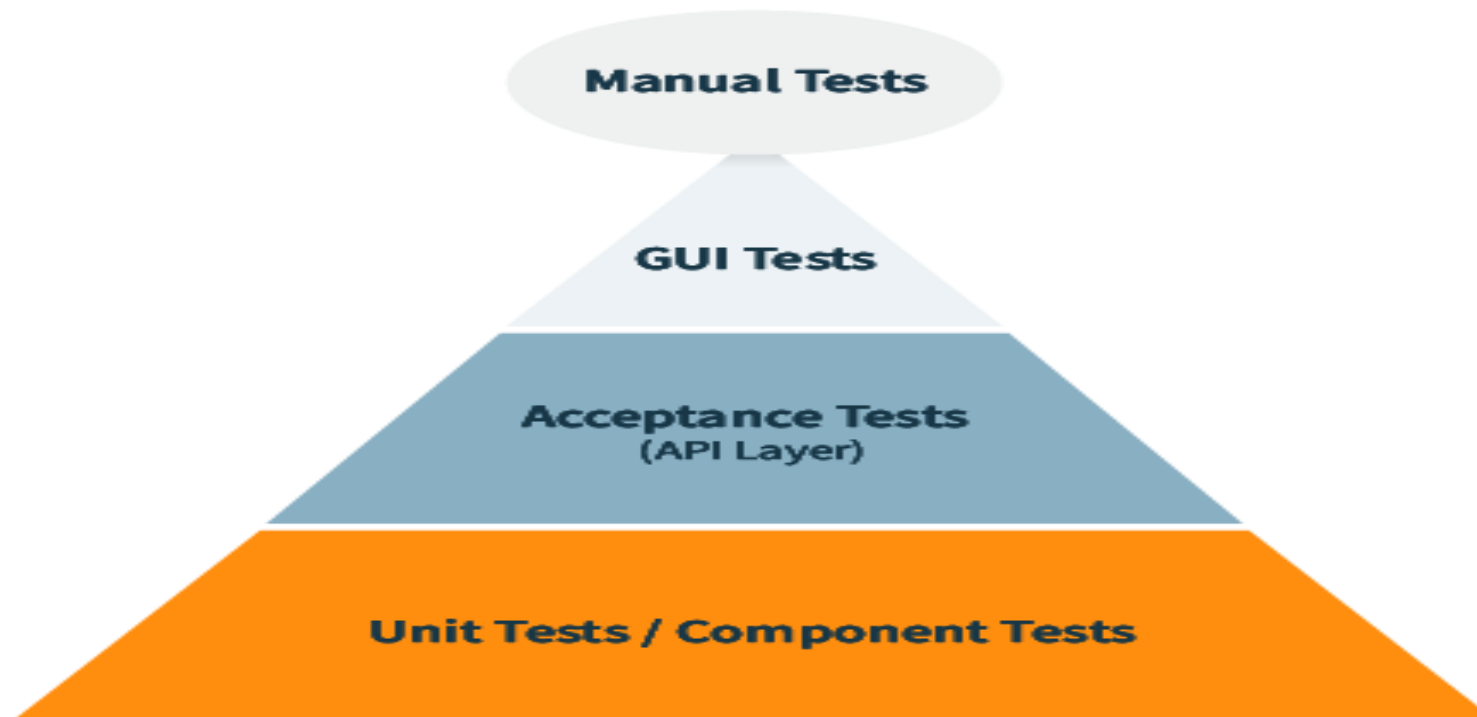 Manual Tests
GUI Tests
Acceptance Tests
(API Layer)
Unit Tests / Component Tests